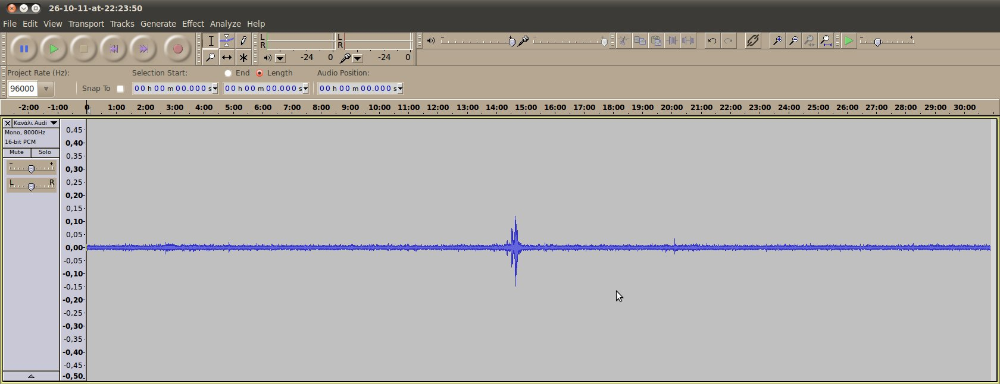 26-10-11-at-22:23:50
File Edit View Transport Tracks Generate Effect Analyze Help
L L
R R
-24 0 -24 0
Project Rate (Hz): Selection Start: End Length Audio Position:
96000 Snap To 00 h 00 m 00.000 s 00 h 00 m 00.000 s 00 h 00 m 00.000 s
-2:00 -1:00 0 1:00 2:00 3:00 4:00 5:00 6:00 7:00 8:00 9:00 10:00 11:00 12:00 13:00 14:00 15:00 16:00 17:00 18:00 19:00 20:00 21:00 22:00 23:00 24:00 25:00 26:00 27:00 28:00 29:00 30:00
Κανάλι Audi
Mono, 8000Hz
16-bit PCM
Mute Solo
- +
L R
0,45
0,40
0,35
0,30
0,25
0,20
0,15
0,10
0,05
0,00
-0,05
-0,10
-0,15
-0,20
-0,25
-0,30
-0,35
-0,40
-0,45
-0,50